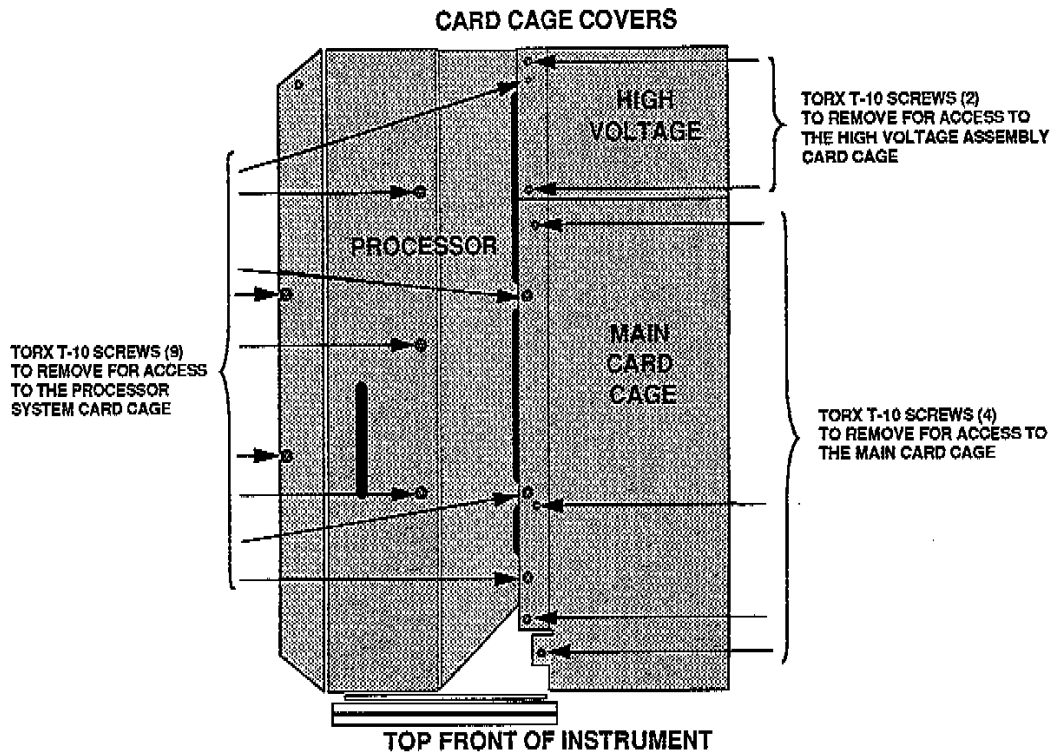 CARD CAGE COVERS
HIGH
VOLTAGE
TORX T-10 SCREWS (2)
TO REMOVE FOR ACCESS TO
THE HIGH VOLTAGE ASSEMBLY
CARD CAGE
PROCESSOR
TORX T-10 SCREWS (9)
TO REMOVE FOR ACCESS
TO THE PROCESSOR
SYSTEM CARD CAGE
MAIN
CARD
CAGE
TORX T-10 SCREWS (4)
TO REMOVE FOR ACCESS TO
THE MAIN CARD CAGE
TOP FRONT OF INSTRUMENT